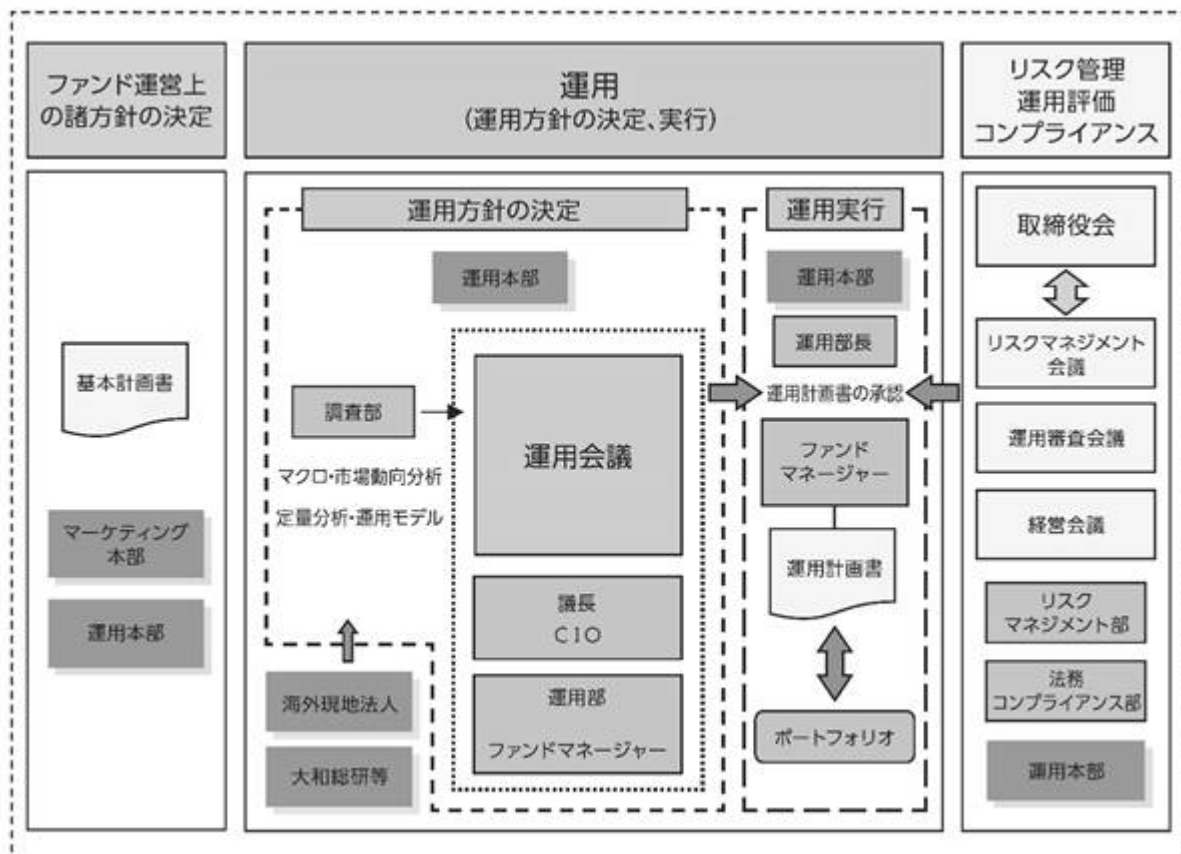 ファンド運営上
の諸方針の決定
運用
(運用方針の決定、実行)
リスク管理
運用評価
コンプライアンス
基本計画書
マーケティング
本部
運用本部
運用方針の決定
運用本部
調査部
マクロ・市場動向分析
定量分析・運用モデル
海外現地法人
大和総研等
運用会議
議長
CIO
運用部
ファンドマネージャー
運用実行
運用本部
運用部長
運用計画書の承認
ファンド
マネージャー
運用計画書
ポートフォリオ
取締役会
リスクマネジメント
会議
運用審査会議
経営会議
リスク
マネジメント部
法務
コンプライアンス部
運用本部